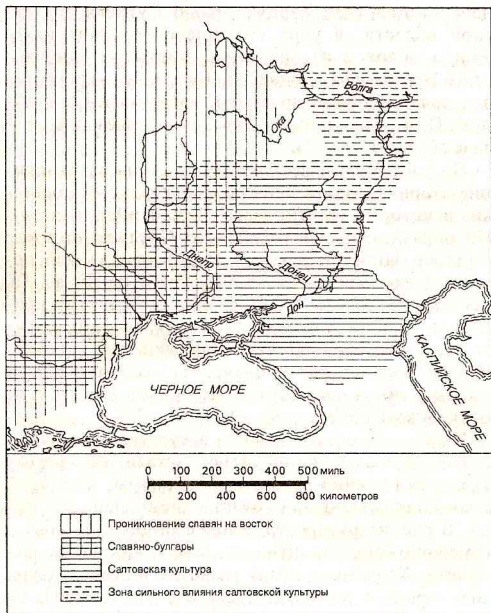 Волга
Ока
Днепр
Донец
Дон
ЧЕРНОЕ МОРЕ
КАСПИЙСКОЕ МОРЕ
0 100 200 300 400 500 миль
0 200 400 600 800 километров
Проникновение славян на восток
Славяно-булгары
Салтовская культура
Зона сильного влияния салтовской культуры